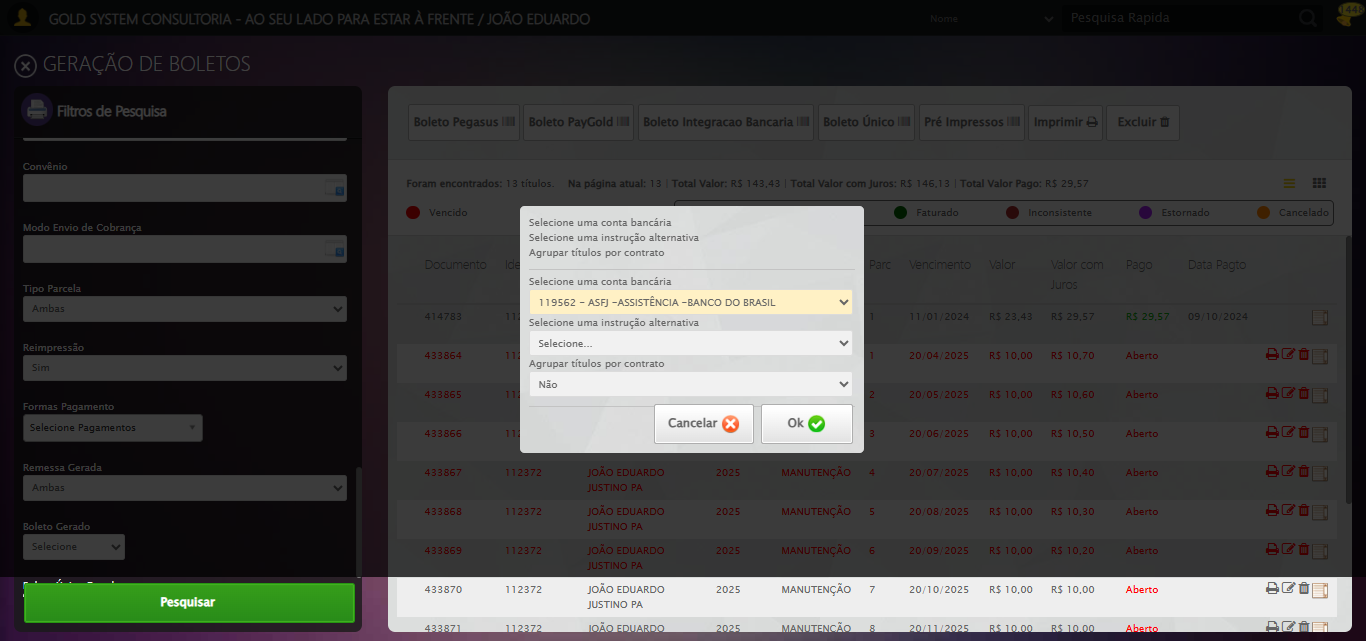 GOLD SYSTEM CONSULTORIA - AO SEU LADO PARA ESTAR À FRENTE / JOÃO EDUARDO
Nome
Pesquisa Rapida
GERAÇÃO DE BOLETOS
Filtros de Pesquisa
Convênio
Modo Envio de Cobrança
Tipo Parcela
Ambas
Reimpressão
Sim
Formas Pagamento
Selecione Pagamentos
Remessa Gerada
Ambas
Boleto Gerado
Selecione
Pesquisar
Boleto Pegasus
Boleto PayGold
Boleto Integracao Bancaria
Boleto Único
Pré Impressos
Imprimir
Excluir
Foram encontrados: 13 títulos. Na página atual: 13 | Total Valor: R$ 143,43 | Total Valor com Juros: R$ 146,13 | Total Valor Pago: R$ 29,57
Vencido
Faturado
Inconsistente
Estornado
Cancelado
Selecione uma conta bancária
Selecione uma instrução alternativa
Agrupar títulos por contrato
Selecione uma conta bancária
119562 - ASFJ -ASSISTÊNCIA -BANCO DO BRASIL
Selecione uma instrução alternativa
Selecione...
Agrupar títulos por contrato
Não
Cancelar
Ok
Documento Ide Parc Vencimento Valor Valor com Pago Data Pagto
Juros
414783 11 1 11/01/2024 R$ 23,43 R$ 29,57 R$ 29,57 09/10/2024
433864 11 1 20/04/2025 R$ 10,00 R$ 10,70 Aberto
433865 11 2 20/05/2025 R$ 10,00 R$ 10,60 Aberto
433866 11 3 20/06/2025 R$ 10,00 R$ 10,50 Aberto
433867 112372 JOÃO EDUARDO 2025 MANUTENÇÃO 4 20/07/2025 R$ 10,00 R$ 10,40 Aberto
JUSTINO PA
433868 112372 JOÃO EDUARDO 2025 MANUTENÇÃO 5 20/08/2025 R$ 10,00 R$ 10,30 Aberto
JUSTINO PA
433869 112372 JOÃO EDUARDO 2025 MANUTENÇÃO 6 20/09/2025 R$ 10,00 R$ 10,20 Aberto
JUSTINO PA
433870 112372 JOÃO EDUARDO 2025 MANUTENÇÃO 7 20/10/2025 R$ 10,00 R$ 10,00 Aberto
JUSTINO PA
433871 112372 JOÃO EDUARDO 2025 MANUTENÇÃO 8 20/11/2025 R$ 10,00 R$ 10,00 Aberto